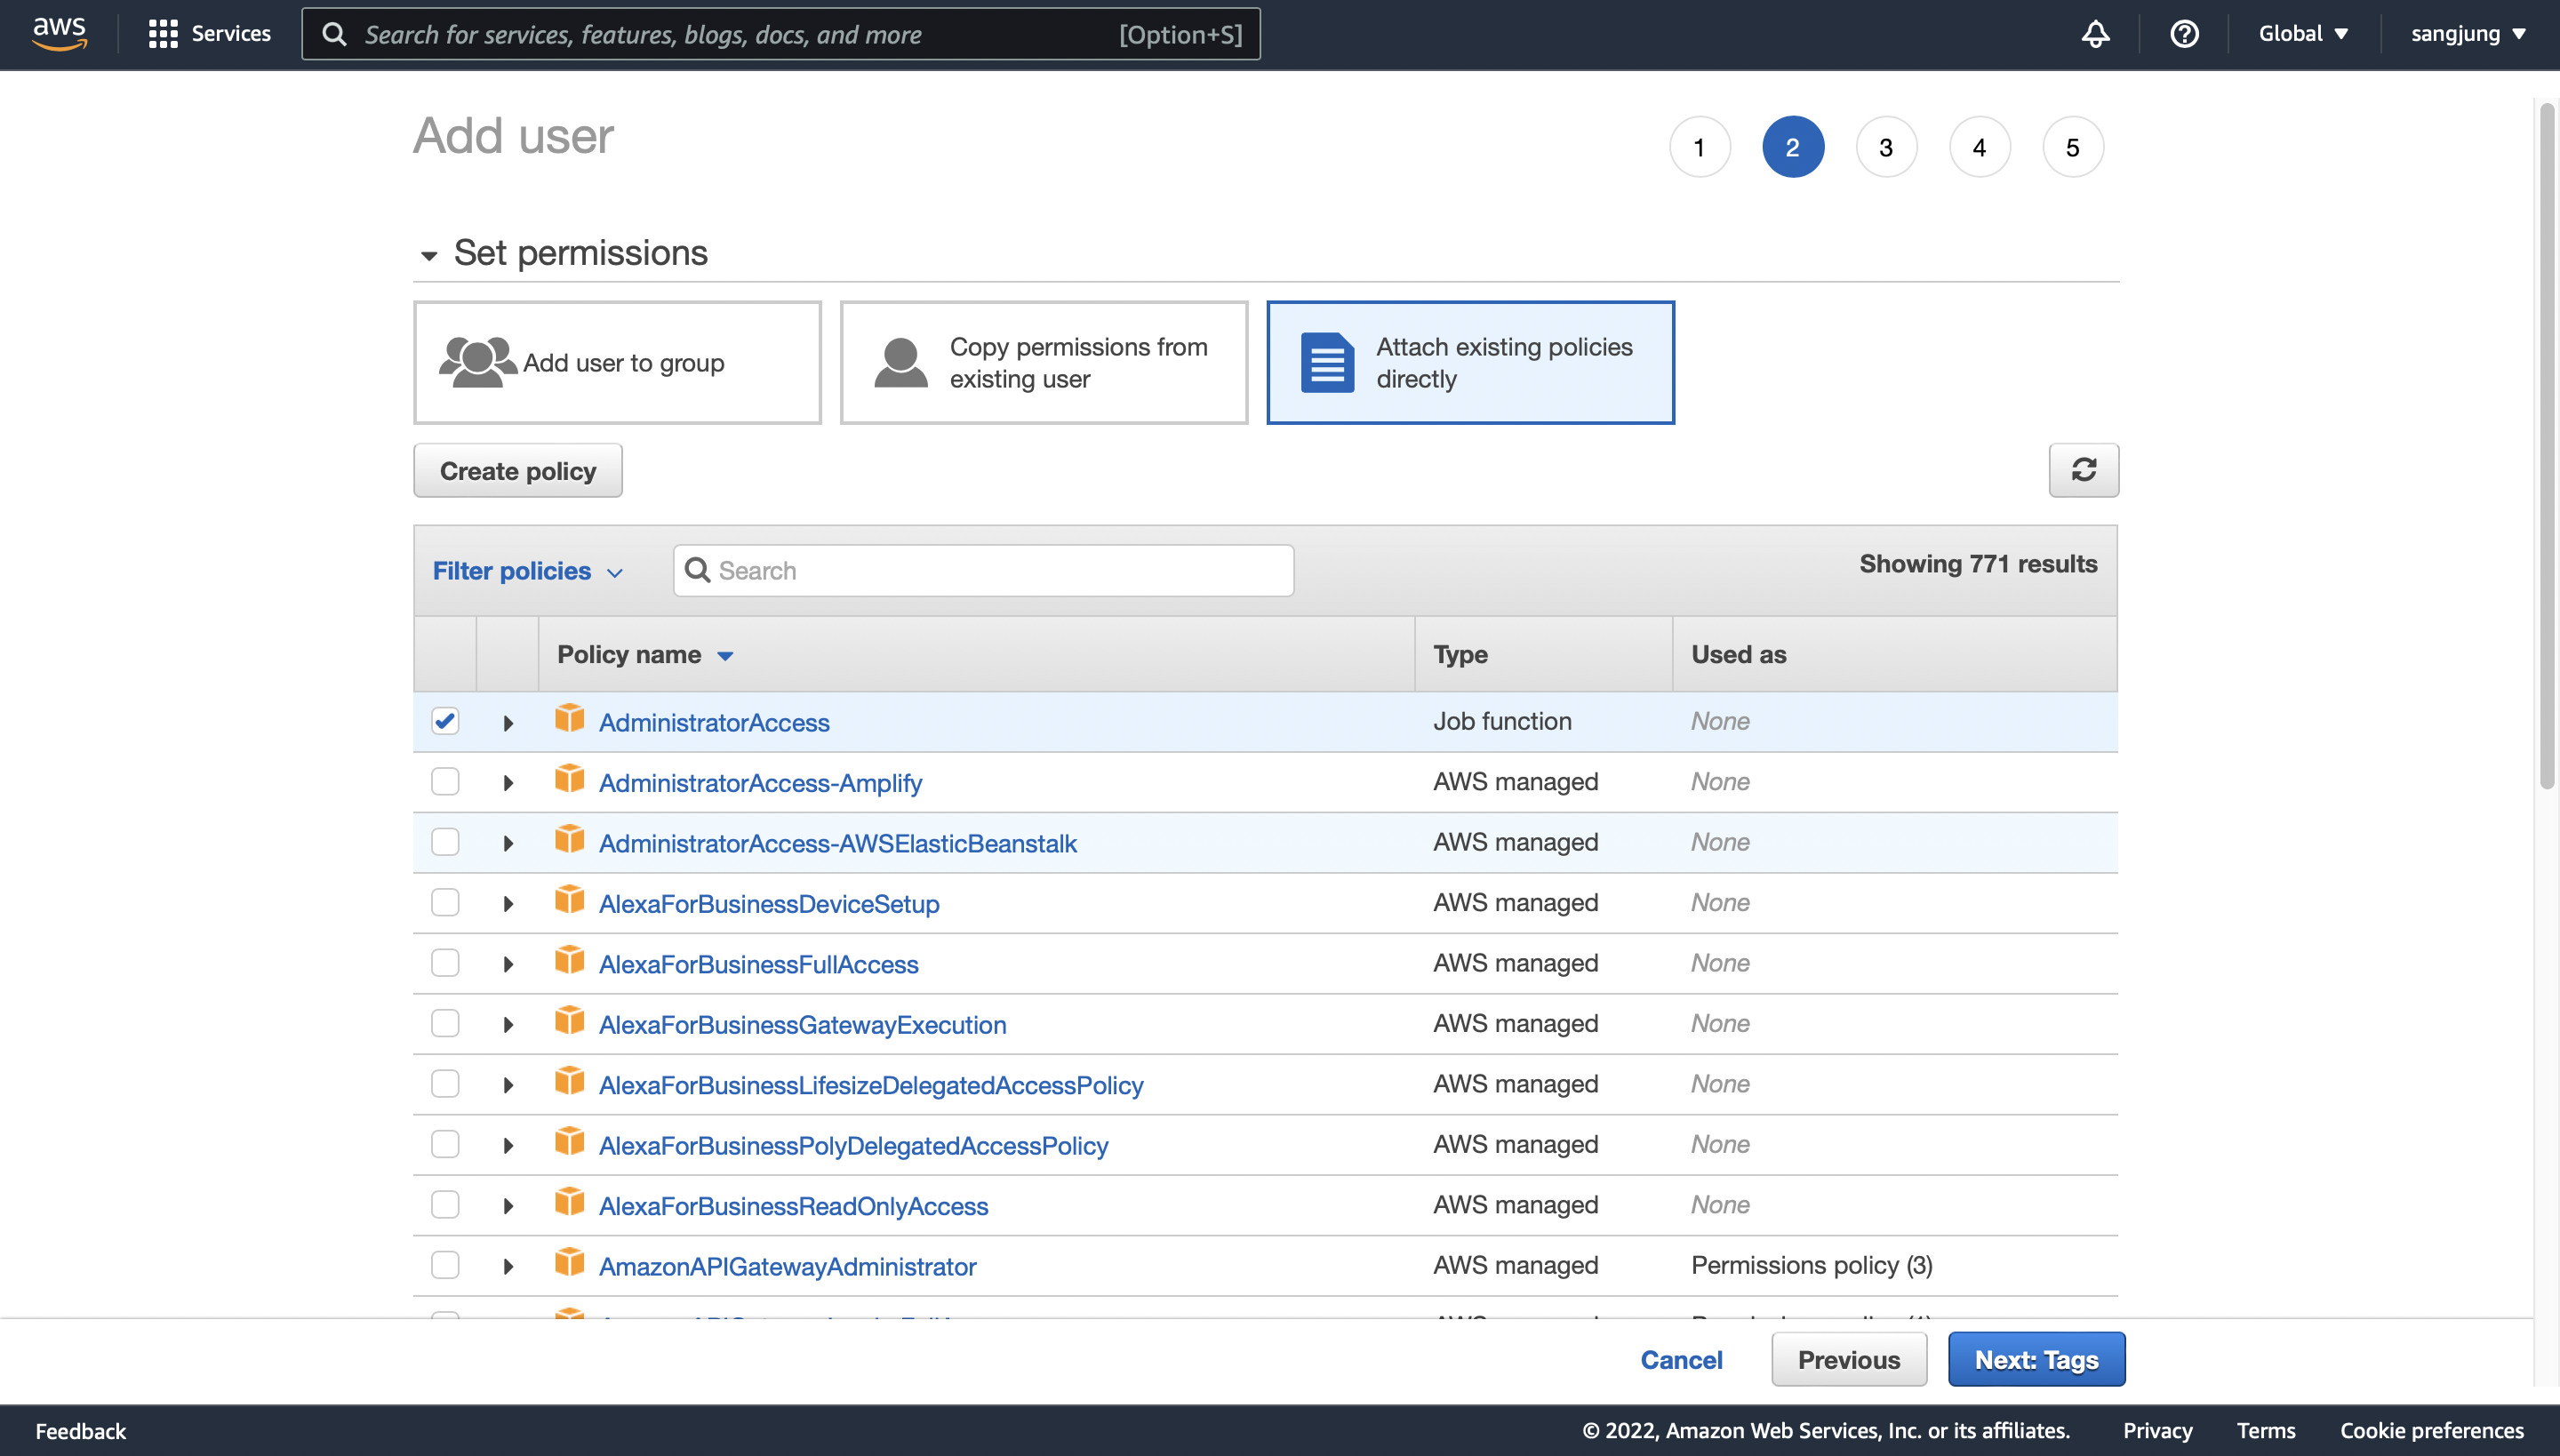 aws Services Search for services, features, blogs, docs, and more [Option+S] Global sangjung
Add user 1 2 3 4 5
Set permissions
Add user to group
Copy permissions from
existing user
Attach existing policies
directly
Create policy
Filter policies Search Showing 771 results
Policy name Type Used as
AdministratorAccess Job function None
AdministratorAccess-Amplify AWS managed None
AdministratorAccess-AWSElasticBeanstalk AWS managed None
AlexaForBusinessDeviceSetup AWS managed None
AlexaForBusinessFullAccess AWS managed None
AlexaForBusinessGatewayExecution AWS managed None
AlexaForBusinessLifesizeDelegatedAccessPolicy AWS managed None
AlexaForBusinessPolyDelegatedAccessPolicy AWS managed None
AlexaForBusinessReadOnlyAccess AWS managed None
AmazonAPIGatewayAdministrator AWS managed Permissions policy (3)
Cancel Previous Next: Tags
Feedback © 2022, Amazon Web Services, Inc. or its affiliates. Privacy Terms Cookie preferences